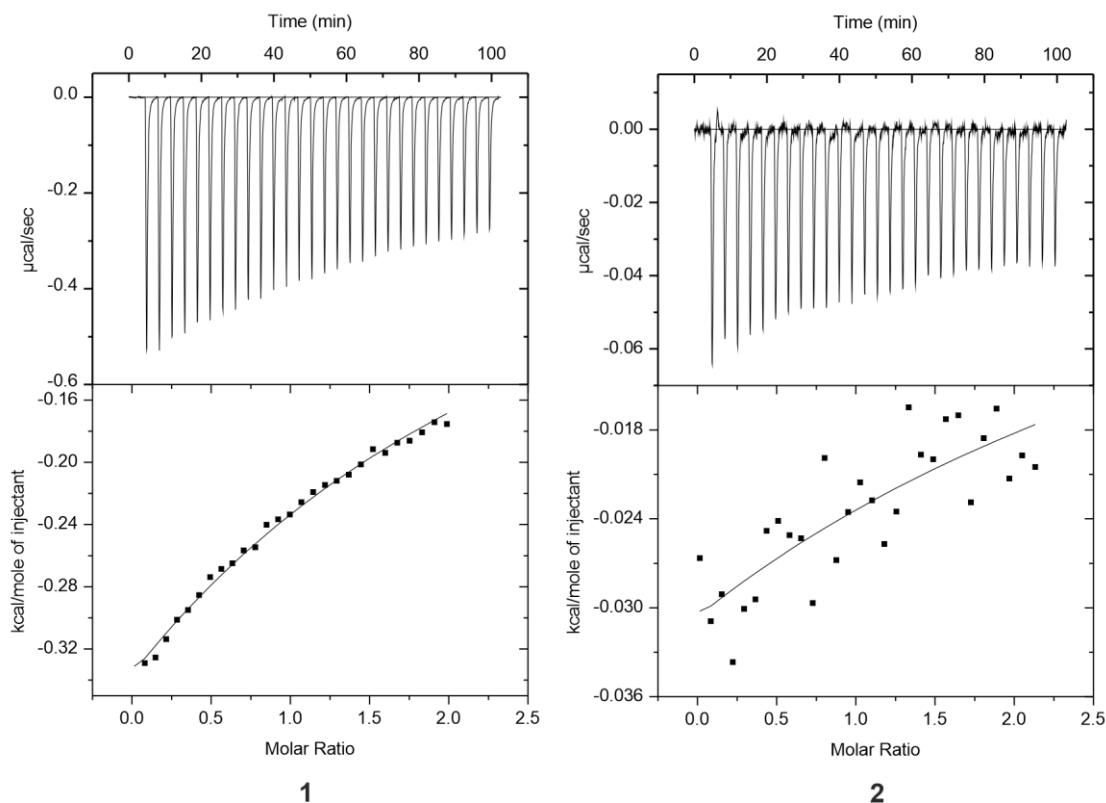 Time (min)
0 20 40 60 80 100
0.0
-0.2
-0.4
-0.6
µcal/sec
-0.16
-0.20
-0.24
-0.28
-0.32
kcal/mole of injectant
0.0 0.5 1.0 1.5 2.0 2.5
Molar Ratio
1
Time (min)
0 20 40 60 80 100
0.00
-0.02
-0.04
-0.06
µcal/sec
-0.018
-0.024
-0.030
-0.036
kcal/mole of injectant
0.0 0.5 1.0 1.5 2.0 2.5
Molar Ratio
2